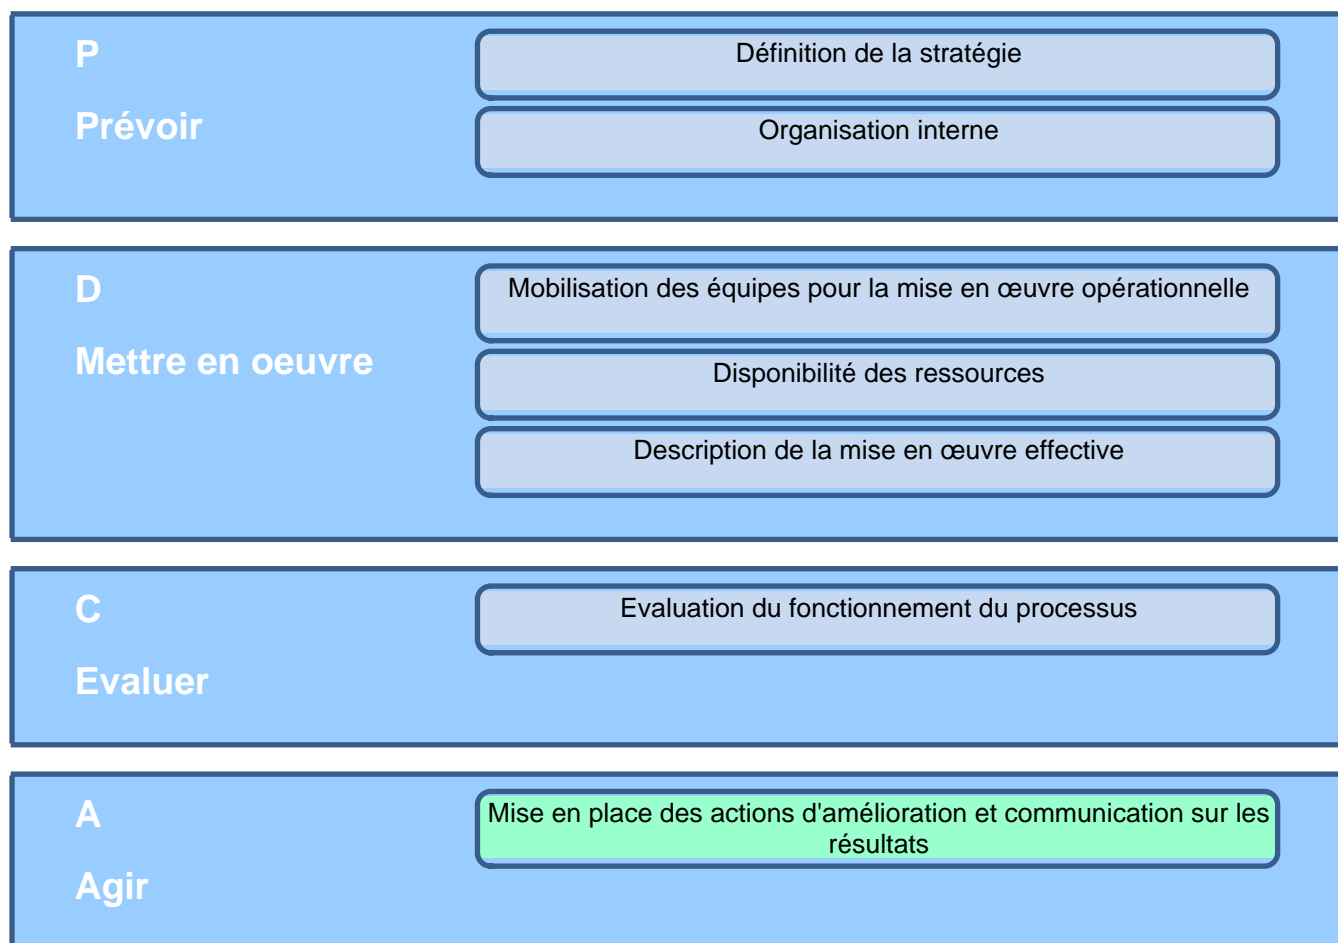 P
Prévoir
Définition de la stratégie
Organisation interne
D
Mettre en oeuvre
Mobilisation des équipes pour la mise en œuvre opérationnelle
Disponibilité des ressources
Description de la mise en œuvre effective
C
Evaluer
Evaluation du fonctionnement du processus
A
Agir
Mise en place des actions d'amélioration et communication sur les
résultats